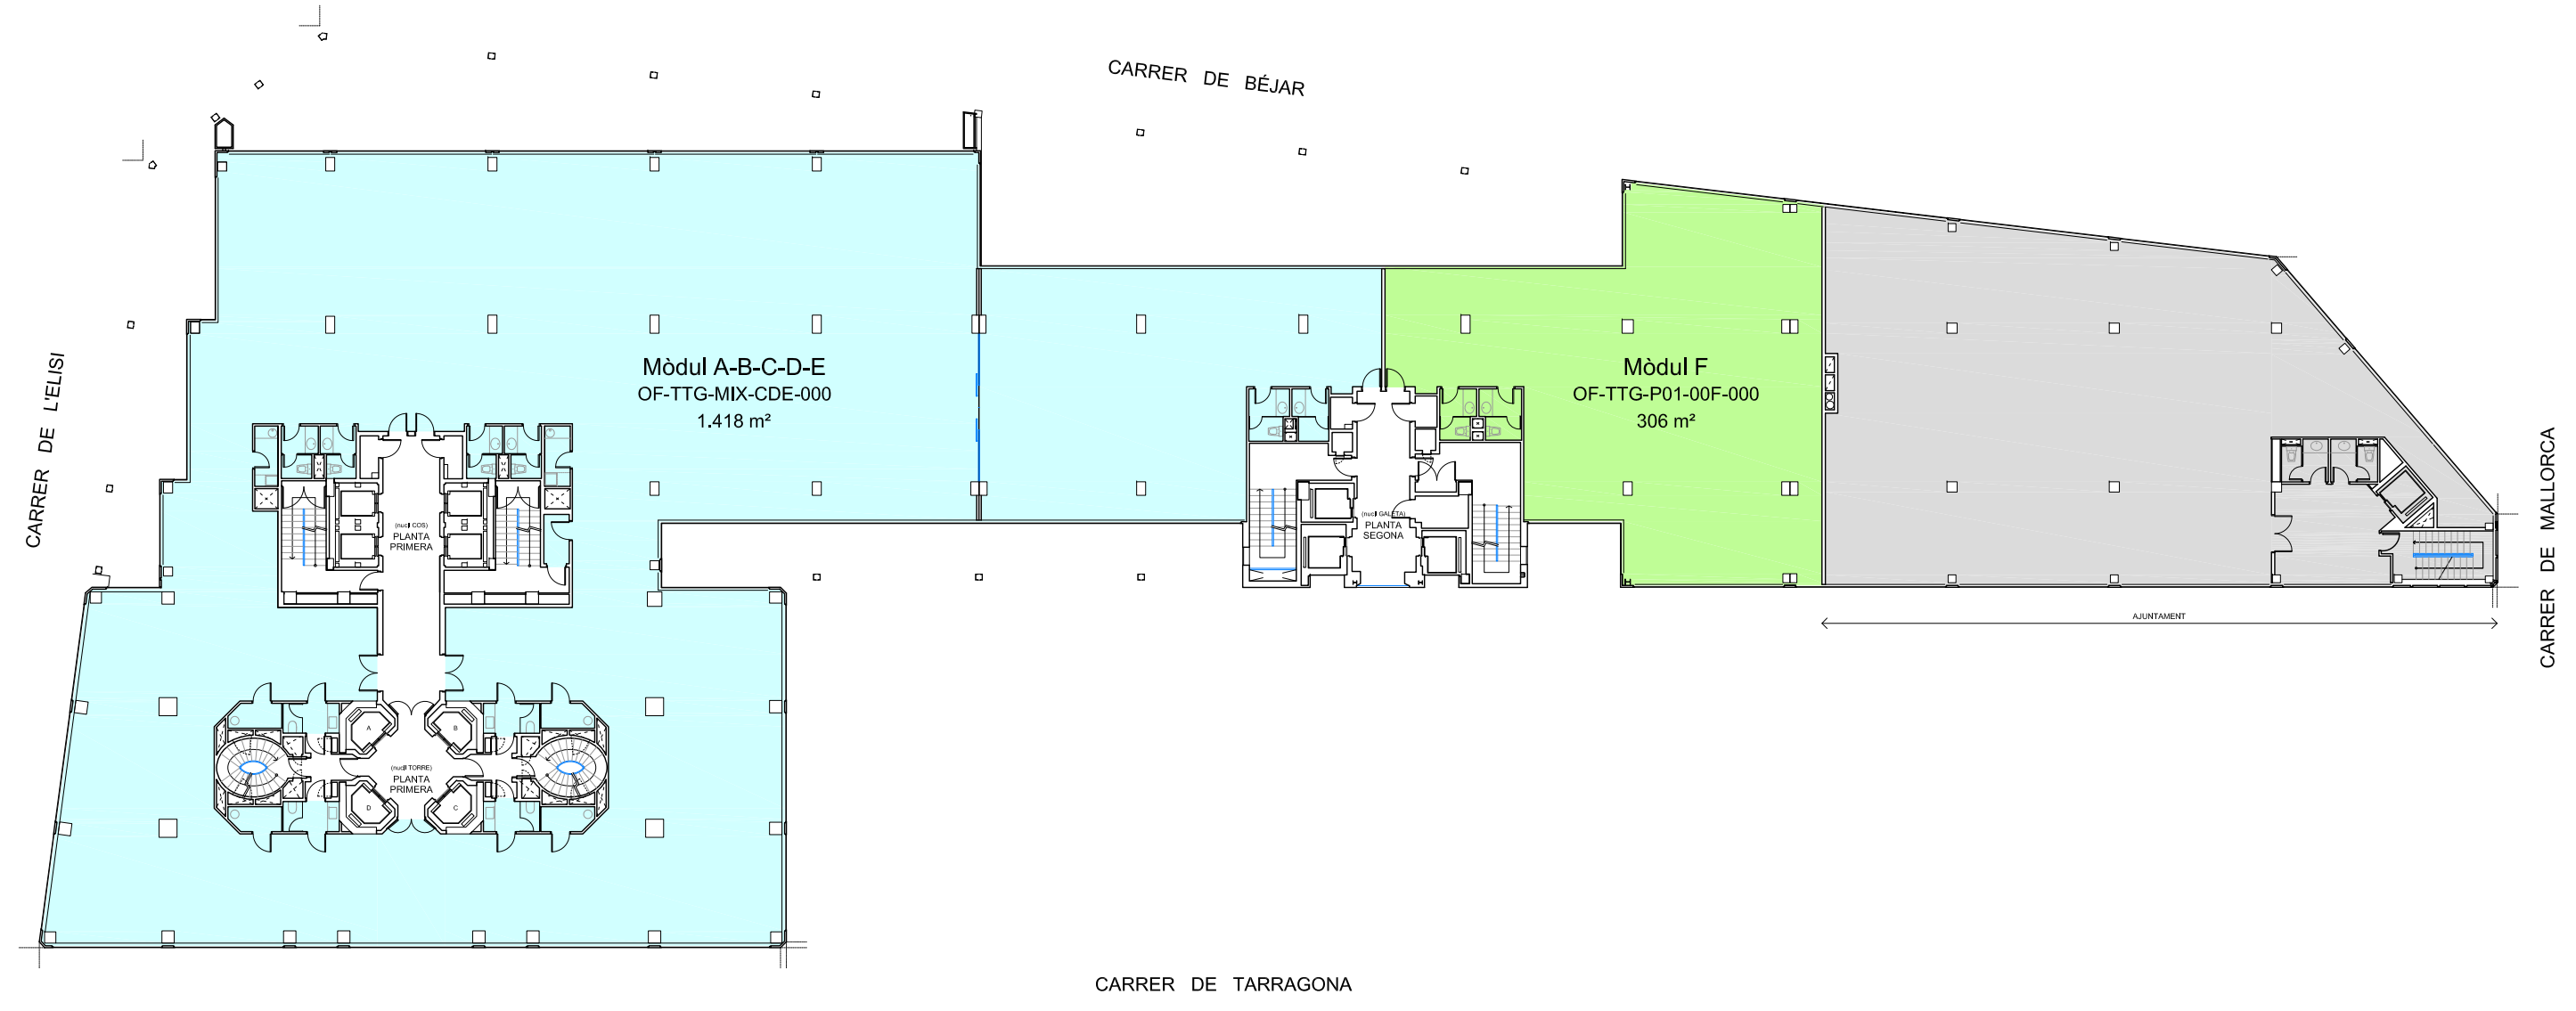 CARRER DE BÉJAR
CARRER DE L'ELISI
Mòdul A-B-C-D-E
OF-TTG-MIX-CDE-000
1.418 m²
Mòdul F
OF-TTG-P01-00F-000
306 m²
CARRER DE MALLORCA
(nucli COS)
PLANTA
PRIMERA
(nucli GALETA)
PLANTA
SEGONA
AJUNTAMENT
A
B
(nucli TORRE)
PLANTA
PRIMERA
D
C
CARRER DE TARRAGONA